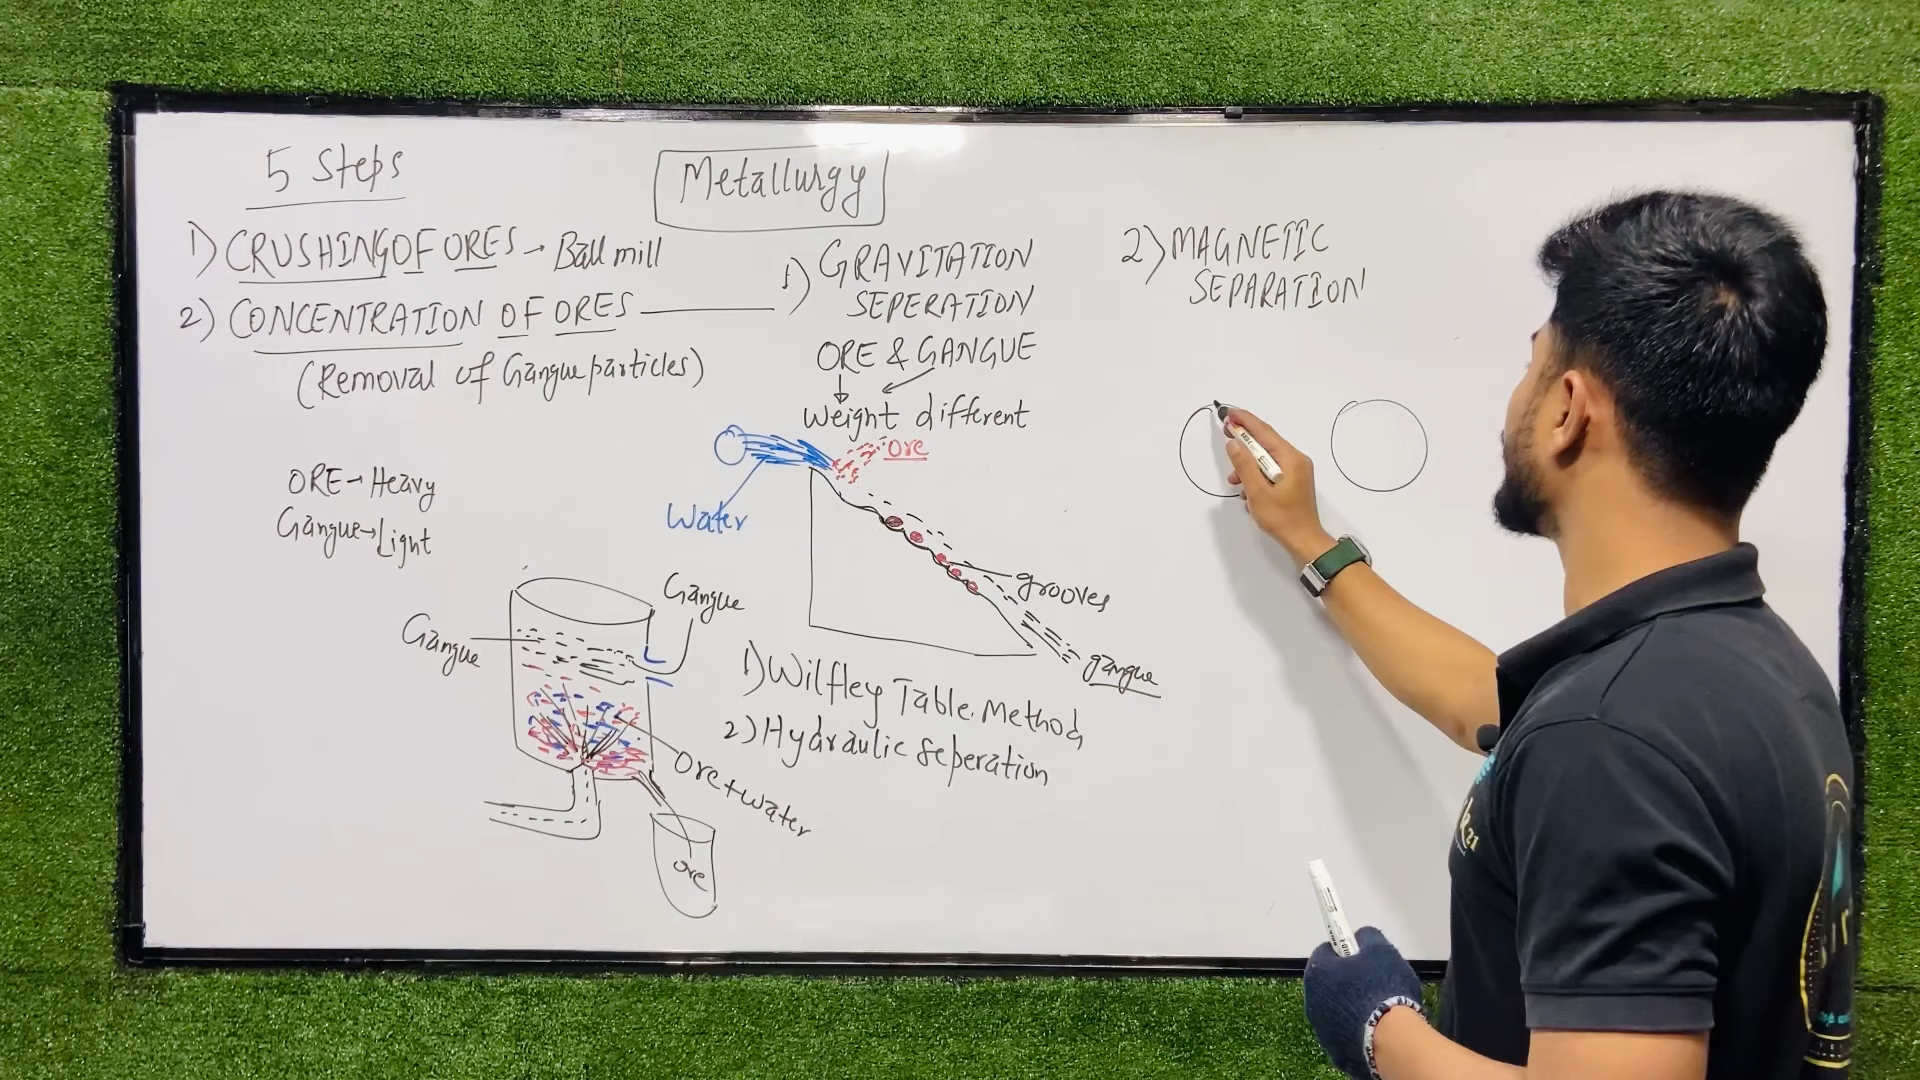 5 Steps
Metallurgy
1) CRUSHING OF ORES → Ball mill
2) CONCENTRATION OF ORES
(Removal of Gangue particles)
1) GRAVITATION
SEPERATION
ORE & GANGUE
Weight different
ore
Water
grooves
gangue
1) Wilfley Table Method
2) Hydraulic Seperation
ORE → Heavy
Gangue → Light
Gangue
Gangue
Ore + water
ore
2) MAGNETIC
SEPARATION